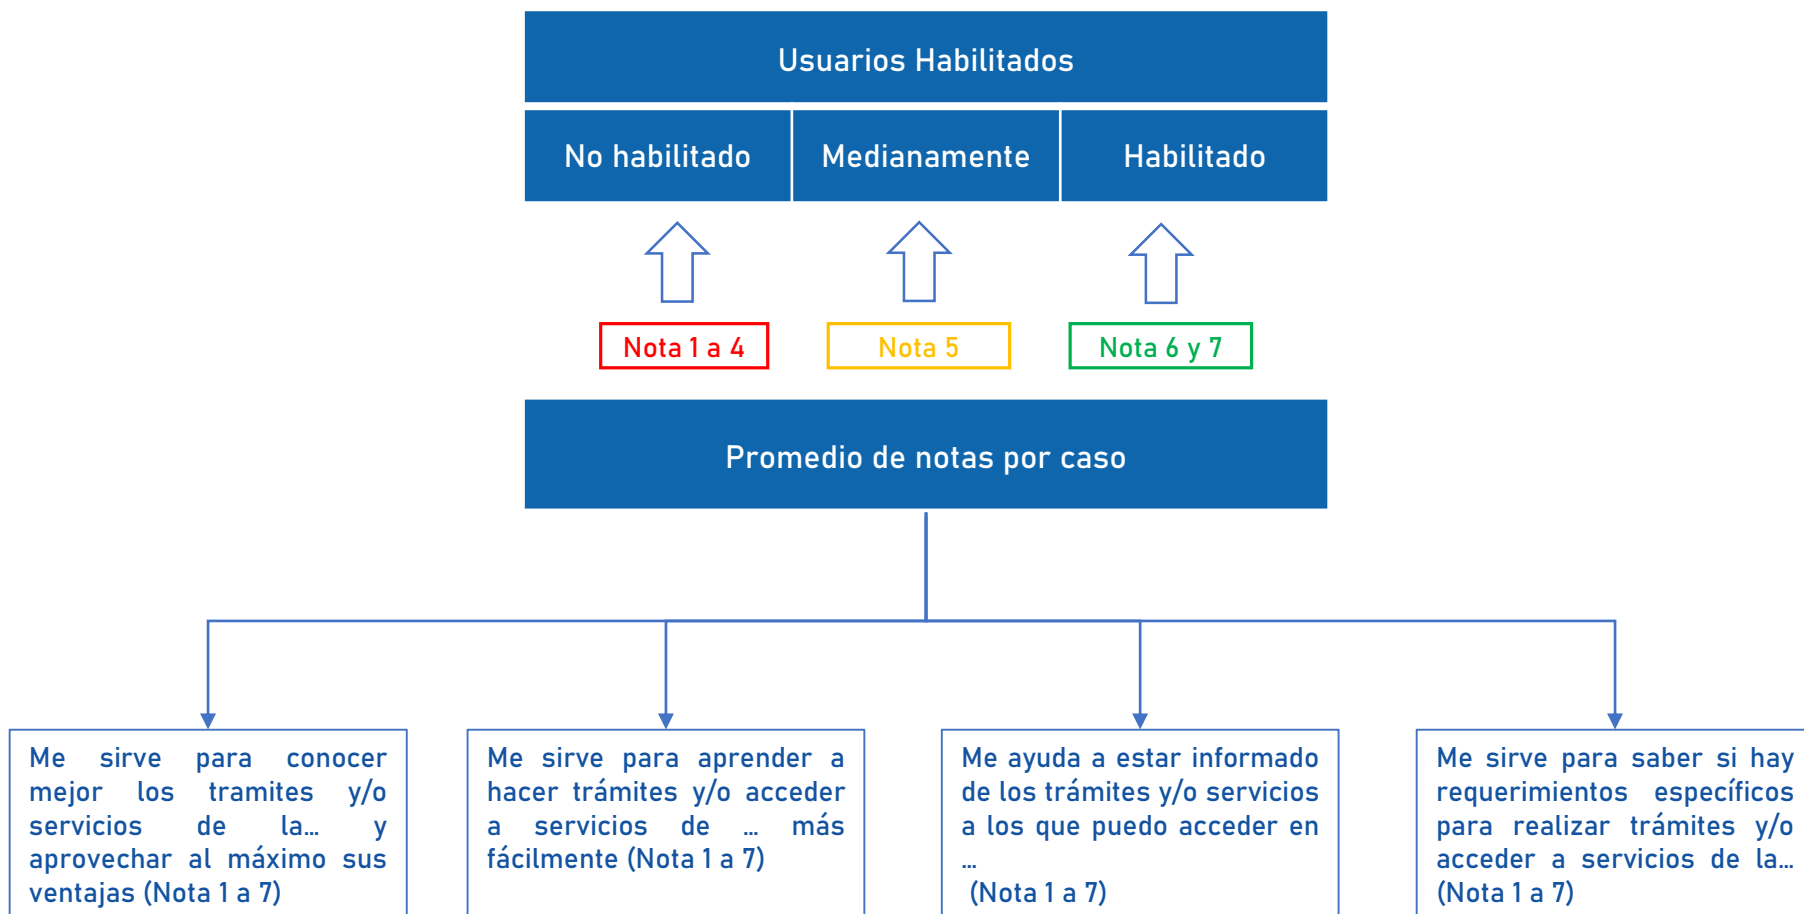 Usuarios Habilitados
No habilitado
Medianamente
Habilitado
Nota 1 a 4
Nota 5
Nota 6 y 7
Promedio de notas por caso
Me sirve para conocer
mejor los tramites y/o
servicios de la... y
aprovechar al máximo sus
ventajas (Nota 1 a 7)
Me sirve para aprender a
hacer trámites y/o acceder
a servicios de ... más
fácilmente (Nota 1 a 7)
Me ayuda a estar informado
de los trámites y/o servicios
a los que puedo acceder en
...
(Nota 1 a 7)
Me sirve para saber si hay
requerimientos específicos
para realizar trámites y/o
acceder a servicios de la...
(Nota 1 a 7)